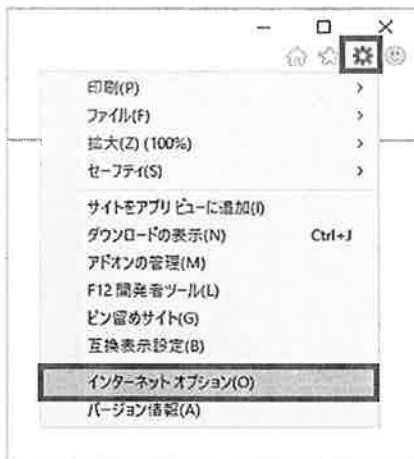 印刷(P)
ファイル(F)
拡大(Z) (100%)
セーフティ(S)
サイトをアプリ ビューに追加(I)
ダウンロードの表示(N) Ctrl+J
アドオンの管理(M)
F12 開発者ツール(L)
ピン留めサイト(G)
互換表示設定(B)
インターネット オプション(O)
バージョン情報(A)